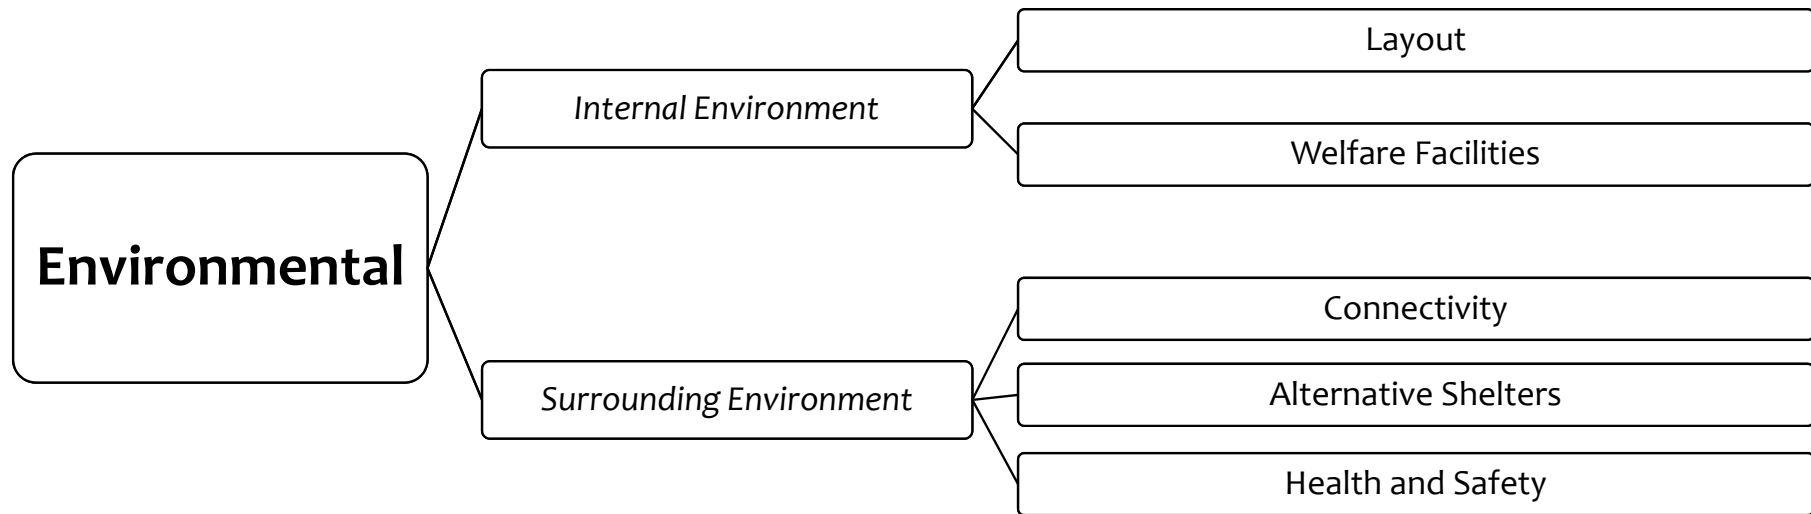 Environmental
Internal Environment
Layout
Welfare Facilities
Surrounding Environment
Connectivity
Alternative Shelters
Health and Safety